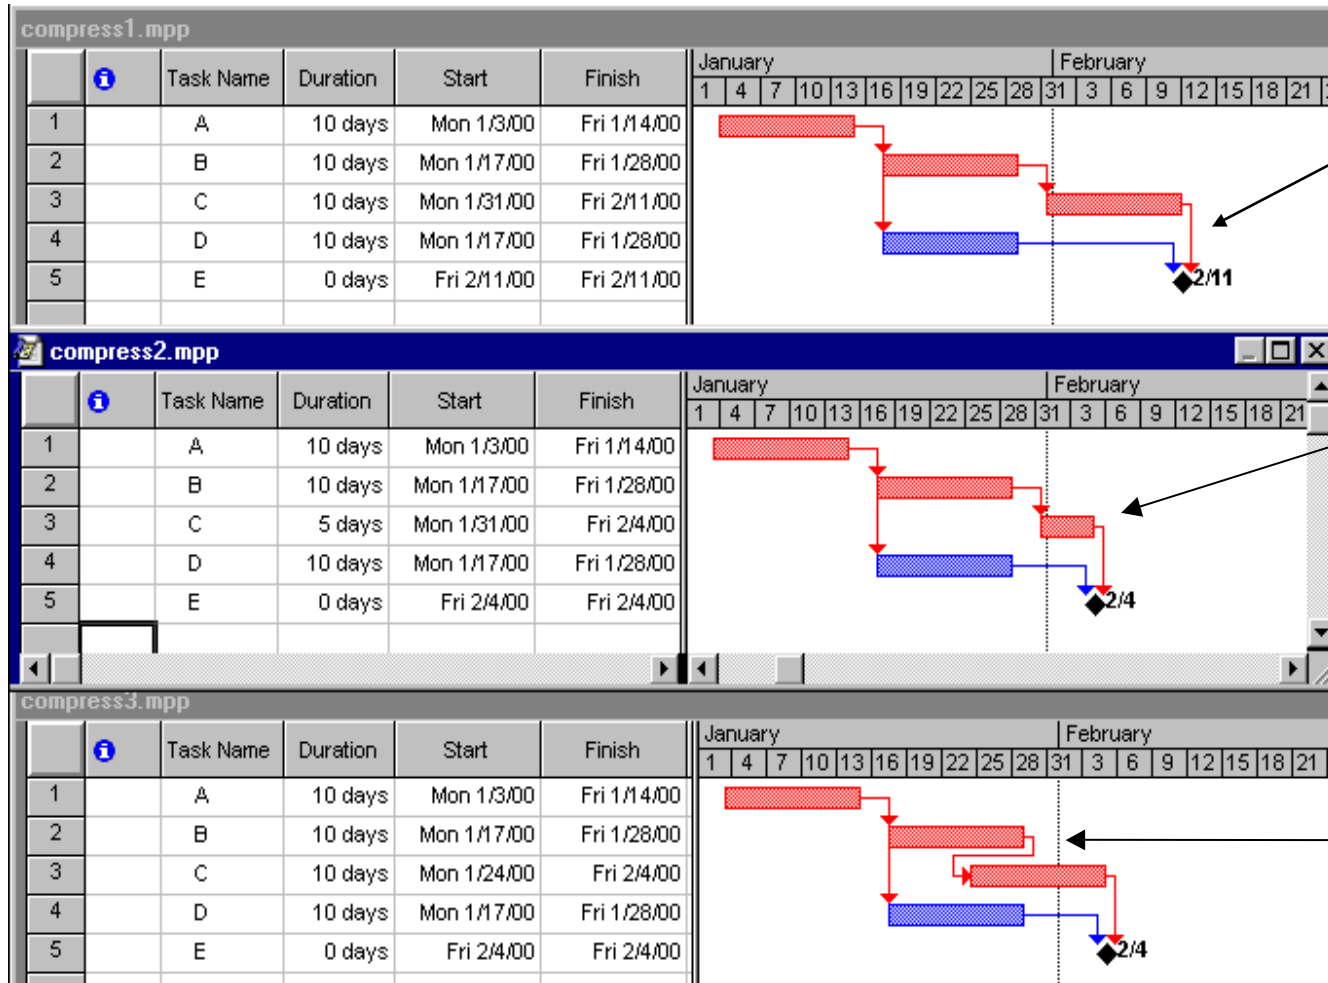 compress1.mpp
Task Name Duration Start Finish January February
1 4 7 10 13 16 19 22 25 28 31 3 6 9 12 15 18 21
1 A 10 days Mon 1/3/00 Fri 1/14/00
2 B 10 days Mon 1/17/00 Fri 1/28/00
3 C 10 days Mon 1/31/00 Fri 2/11/00
4 D 10 days Mon 1/17/00 Fri 1/28/00
5 E 0 days Fri 2/11/00 Fri 2/11/00 2/11
compress2.mpp
Task Name Duration Start Finish January February
1 4 7 10 13 16 19 22 25 28 31 3 6 9 12 15 18 21
1 A 10 days Mon 1/3/00 Fri 1/14/00
2 B 10 days Mon 1/17/00 Fri 1/28/00
3 C 5 days Mon 1/31/00 Fri 2/4/00
4 D 10 days Mon 1/17/00 Fri 1/28/00
5 E 0 days Fri 2/4/00 Fri 2/4/00 2/4
compress3.mpp
Task Name Duration Start Finish January February
1 4 7 10 13 16 19 22 25 28 31 3 6 9 12 15 18 21
1 A 10 days Mon 1/3/00 Fri 1/14/00
2 B 10 days Mon 1/17/00 Fri 1/28/00
3 C 10 days Mon 1/24/00 Fri 2/4/00
4 D 10 days Mon 1/17/00 Fri 1/28/00
5 E 0 days Fri 2/4/00 Fri 2/4/00 2/4